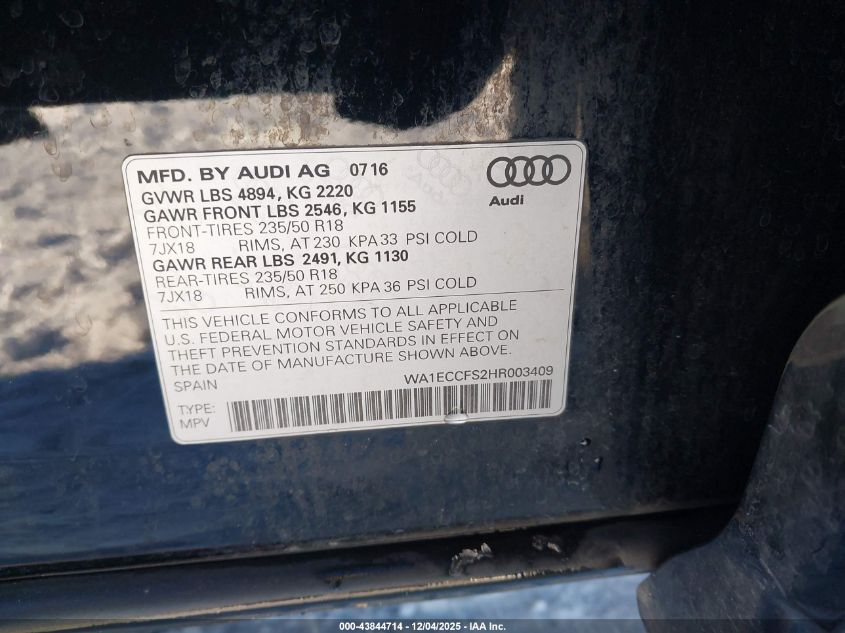 MFD. BY AUDI AG 0716
GVWR LBS 4894, KG 2220
GAWR FRONT LBS 2546, KG 1155
FRONT-TIRES 235/50 R18
7JX18 RIMS, AT 230 KPA 33 PSI COLD
GAWR REAR LBS 2491, KG 1130
REAR-TIRES 235/50 R18
7JX18 RIMS, AT 250 KPA 36 PSI COLD
Audi
THIS VEHICLE CONFORMS TO ALL APPLICABLE
U.S. FEDERAL MOTOR VEHICLE SAFETY AND
THEFT PREVENTION STANDARDS IN EFFECT ON
THE DATE OF MANUFACTURE SHOWN ABOVE.
SPAIN WA1ECCFS2HR003409
TYPE:
MPV
000-43844714 - 12/04/2025 - IAA Inc.